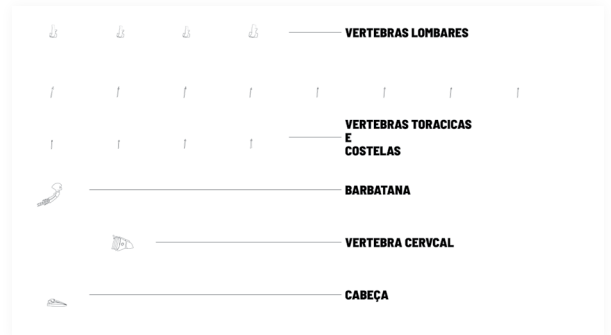 VERTEBRAS LOMBARES
VERTEBRAS TORACICAS
E
COSTELAS
BARBATANA
VERTEBRA CERVCAL
CABEÇA